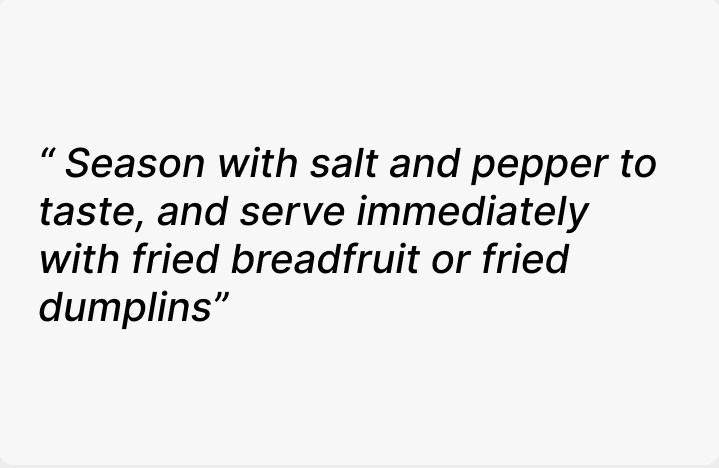 “ Season with salt and pepper to
taste, and serve immediately
with fried breadfruit or fried
dumplins”